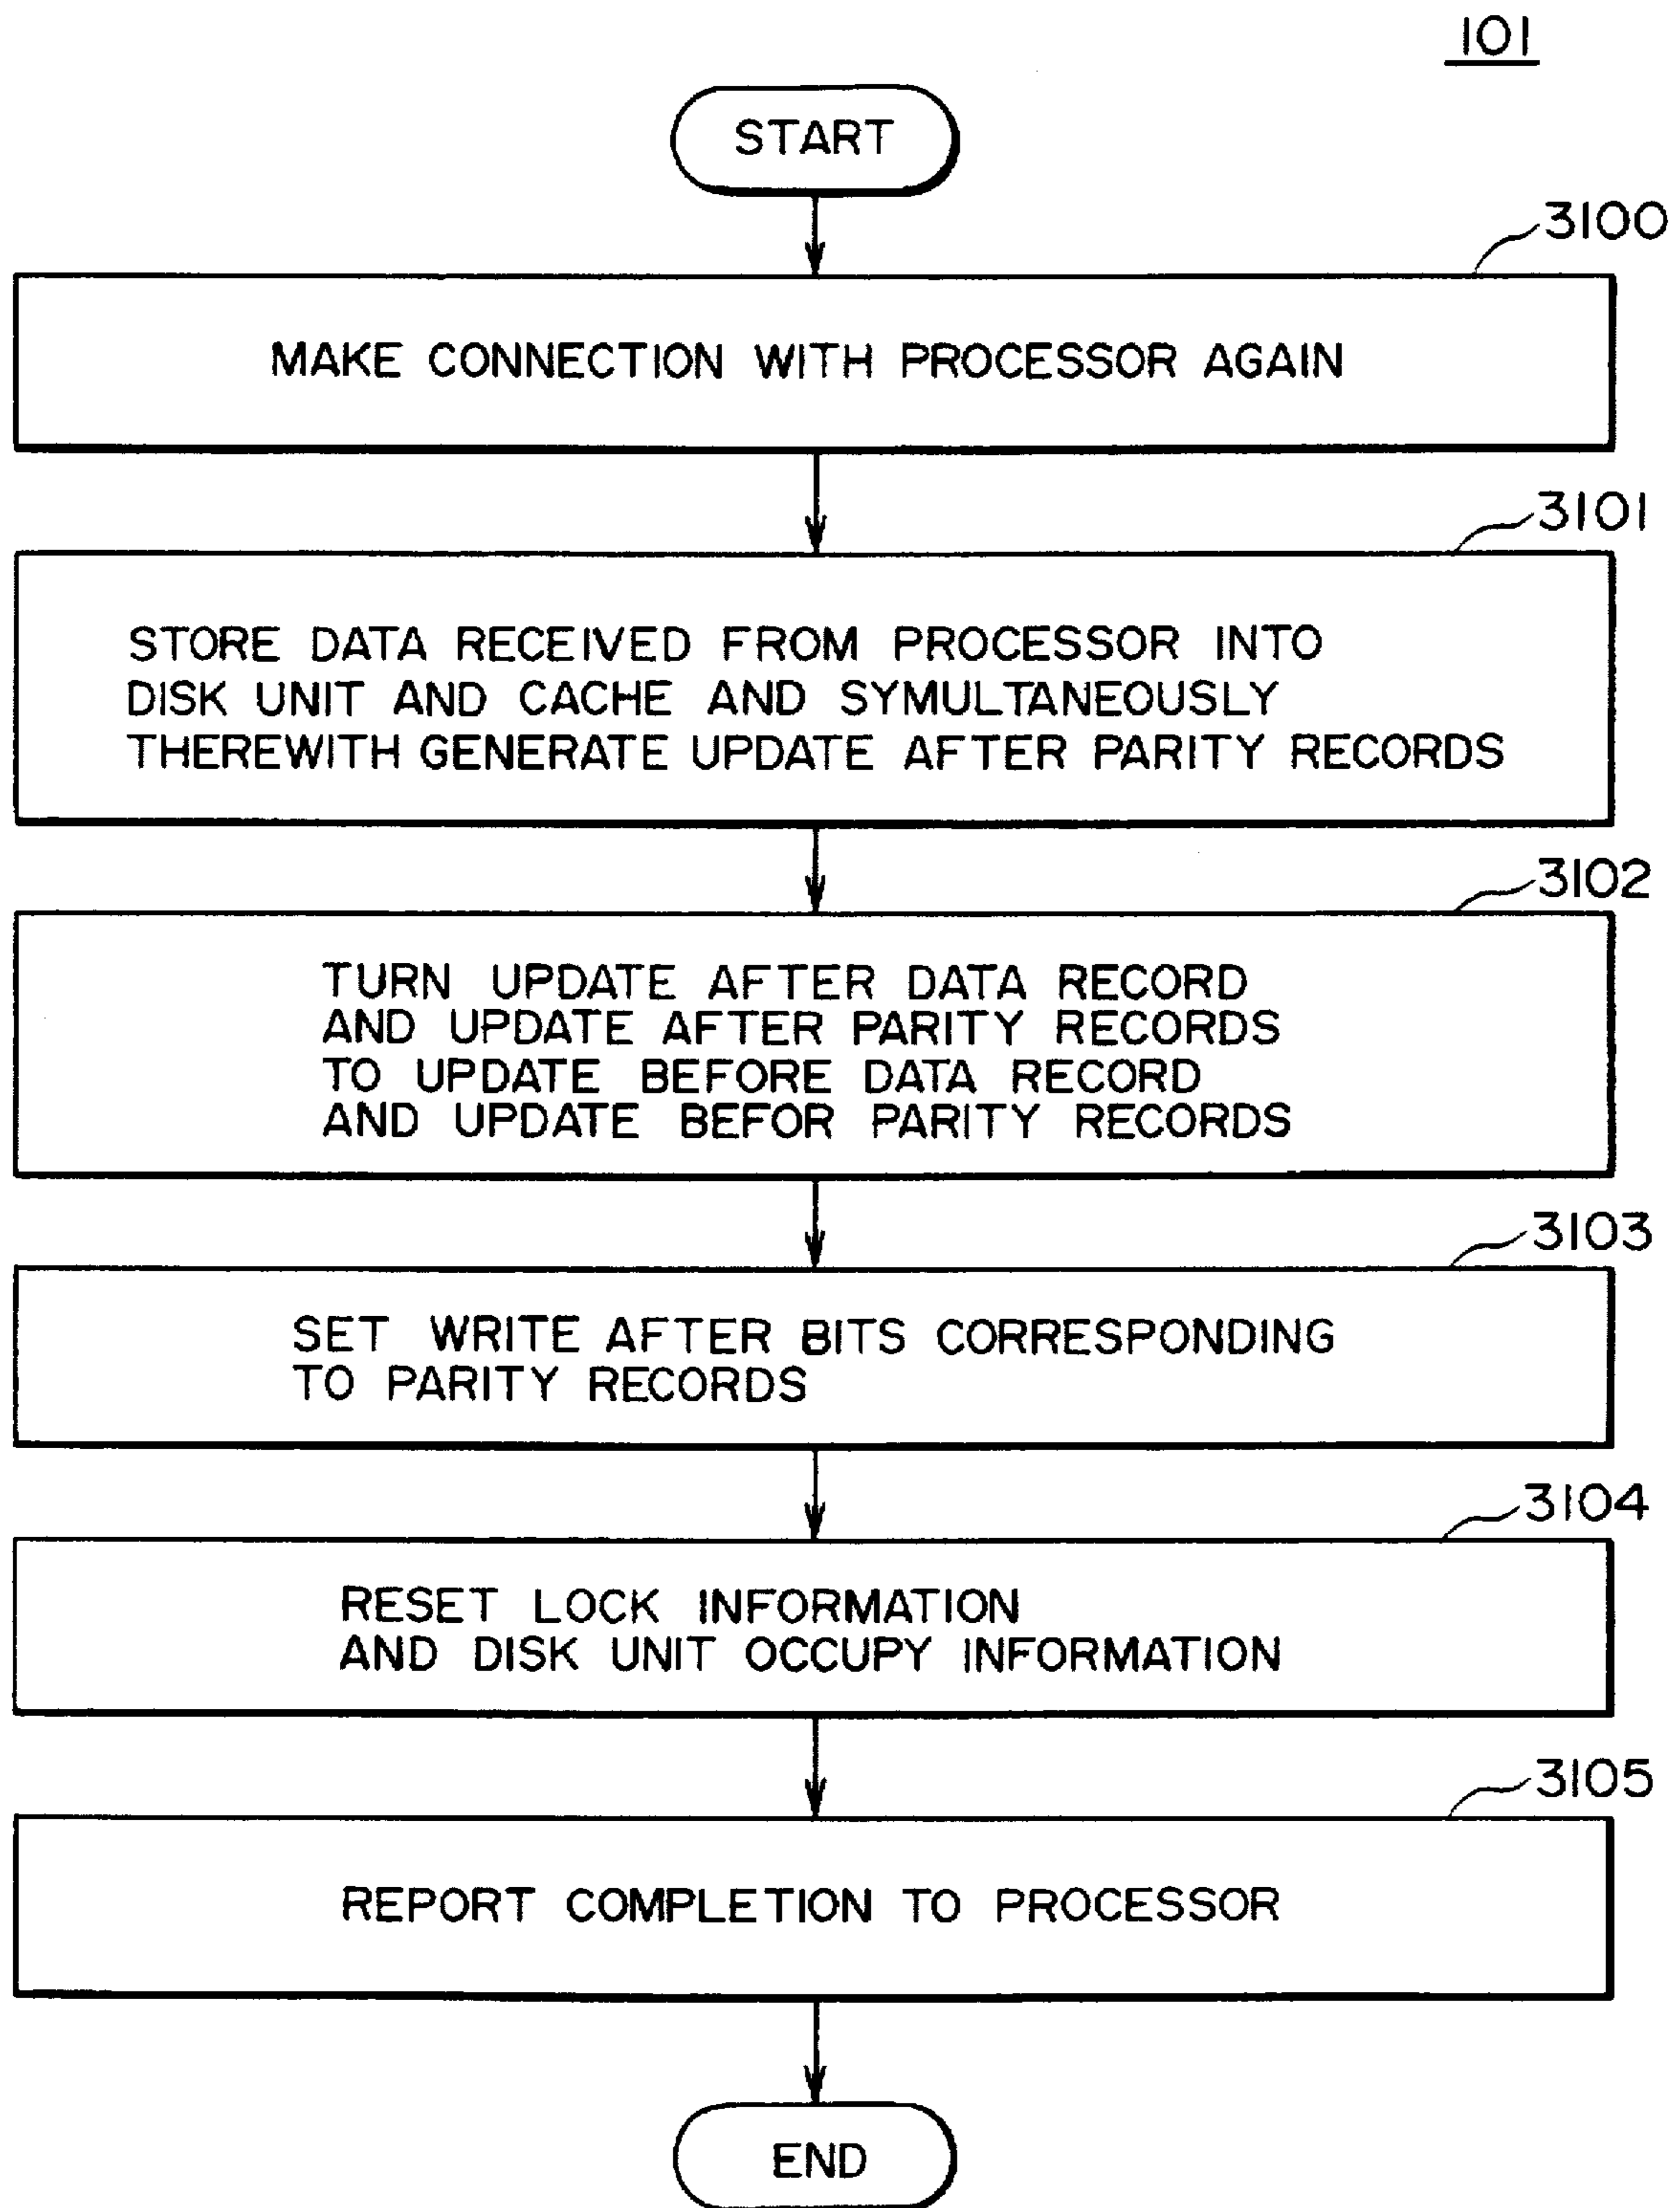 101
START
3100
MAKE CONNECTION WITH PROCESSOR AGAIN
3101
STORE DATA RECEIVED FROM PROCESSOR INTO
DISK UNIT AND CACHE AND SYMULTANEOUSLY
THEREWITH GENERATE UPDATE AFTER PARITY RECORDS
3102
TURN UPDATE AFTER DATA RECORD
AND UPDATE AFTER PARITY RECORDS
TO UPDATE BEFORE DATA RECORD
AND UPDATE BEFOR PARITY RECORDS
3103
SET WRITE AFTER BITS CORRESPONDING
TO PARITY RECORDS
3104
RESET LOCK INFORMATION
AND DISK UNIT OCCUPY INFORMATION
3105
REPORT COMPLETION TO PROCESSOR
END